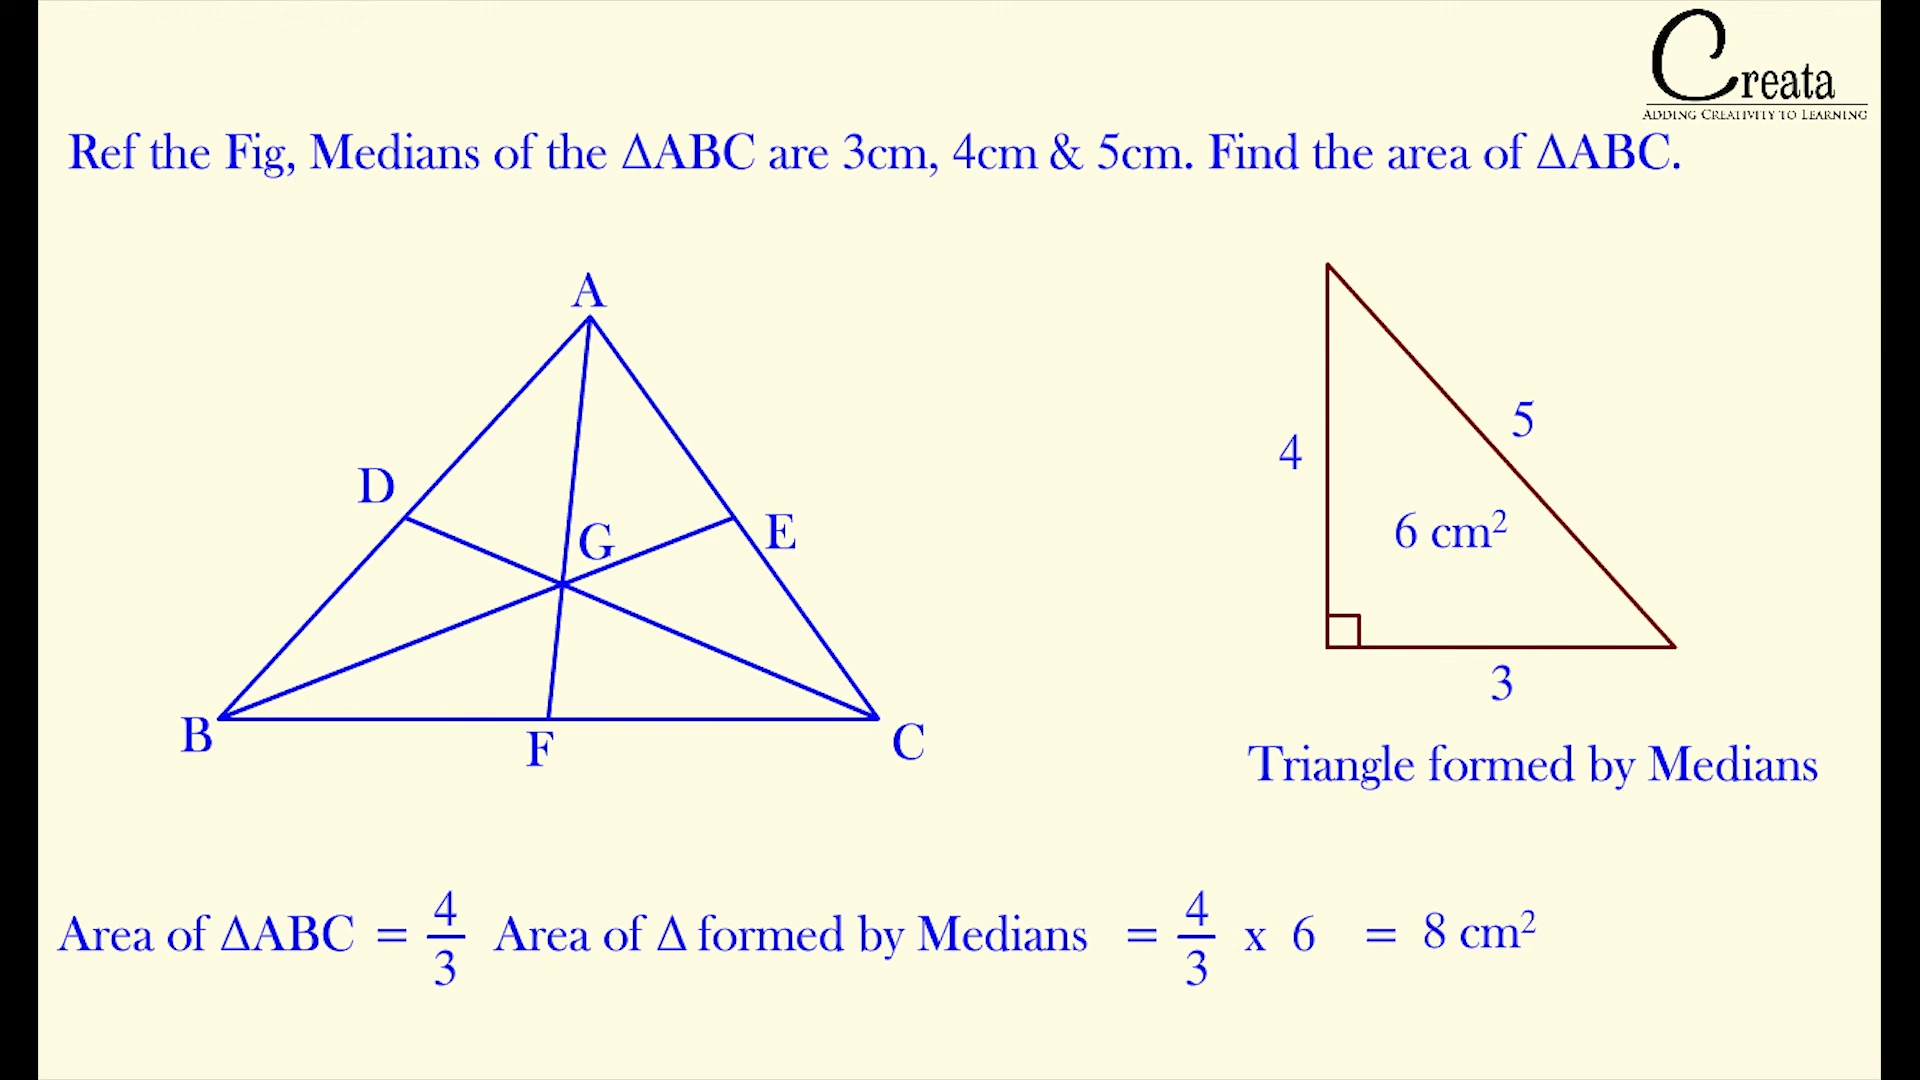 Creata
ADDING CREATIVITY TO LEARNING
Ref the Fig, Medians of the ΔABC are 3cm, 4cm & 5cm. Find the area of ΔABC.
A
D
G
E
B
F
C
4
5
6 cm²
3
Triangle formed by Medians
Area of ΔABC = 4/3 Area of Δ formed by Medians = 4/3 x 6 = 8 cm²